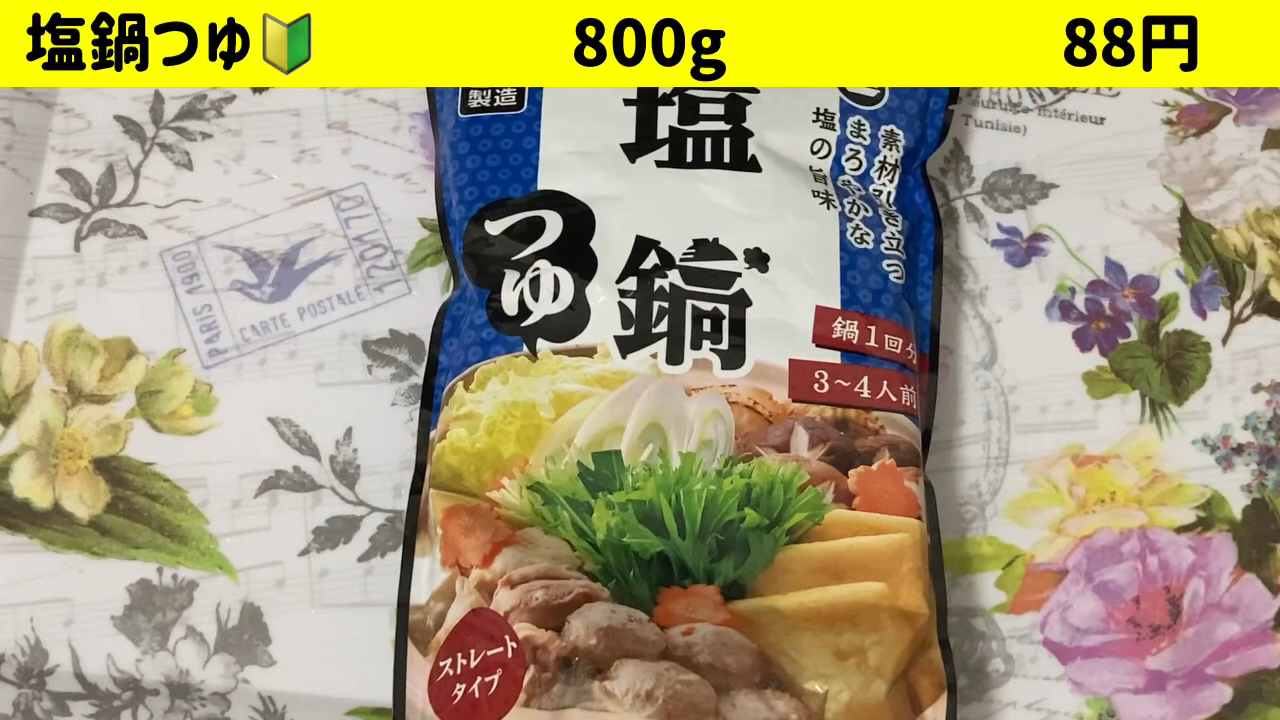 塩鍋つゆ🔰 800g 88円
製造
塩鍋
つゆ
素材引き立つ
まろやかな
塩の旨味
鍋1回分
3~4人前
ストレート
タイプ
PARIS 1900
CARTE POSTALE
120170
Tunisie)